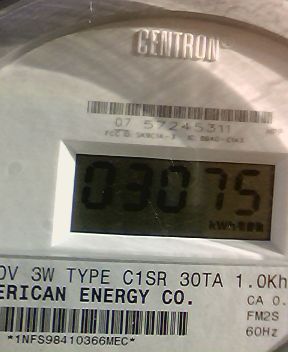 CENTRON
07 57245311
03075
kWh
0V 3W TYPE C1SR 30TA 1.0Kh
ERICAN ENERGY CO.
CA 0.
FM2S
60Hz
*1NFS98410366MEC*